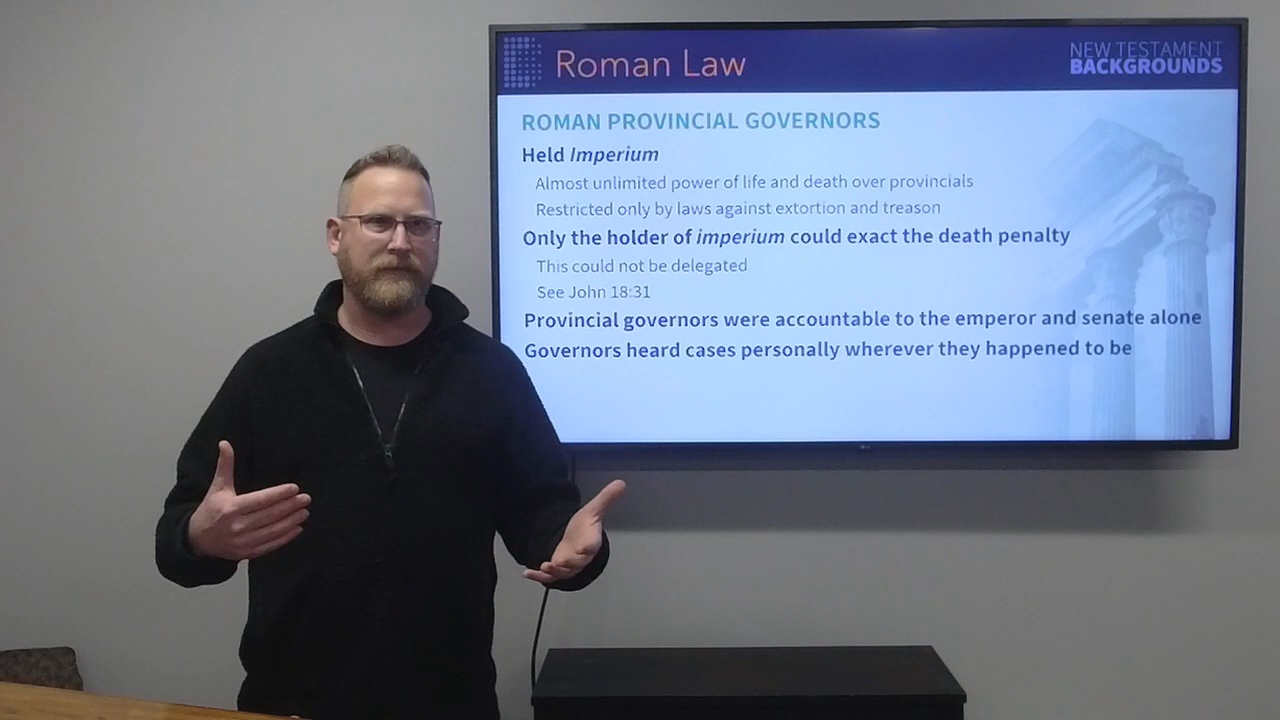 Roman Law
NEW TESTAMENT
BACKGROUNDS
ROMAN PROVINCIAL GOVERNORS
Held Imperium
Almost unlimited power of life and death over provincials
Restricted only by laws against extortion and treason
Only the holder of imperium could exact the death penalty
This could not be delegated
See John 18:31
Provincial governors were accountable to the emperor and senate alone
Governors heard cases personally wherever they happened to be